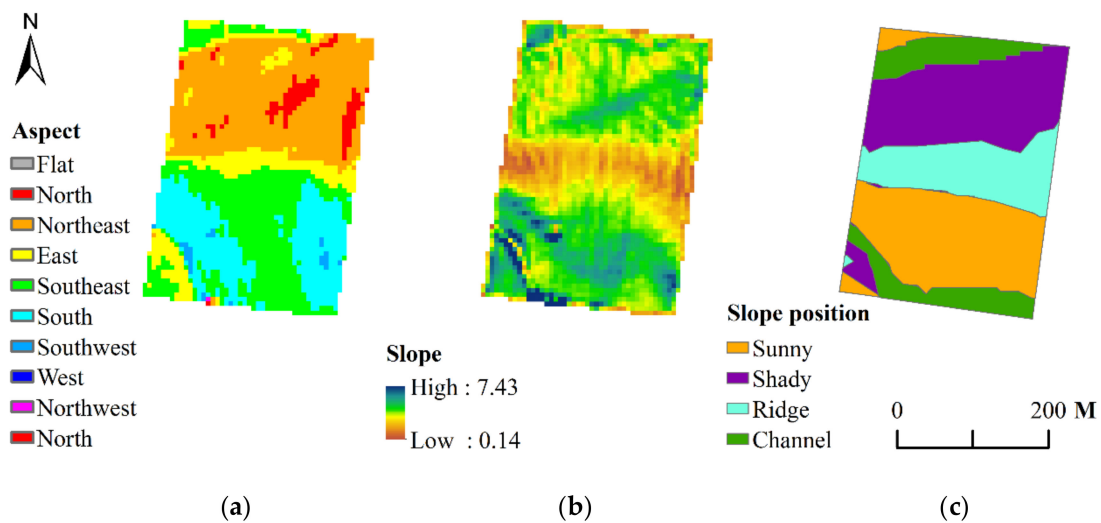 N
Aspect
Flat
North
Northeast
East
Southeast
South
Southwest
West
Northwest
North
Slope
High : 7.43
Low : 0.14
Slope position
Sunny
Shady
Ridge
Channel
0 200 M
(a) (b) (c)